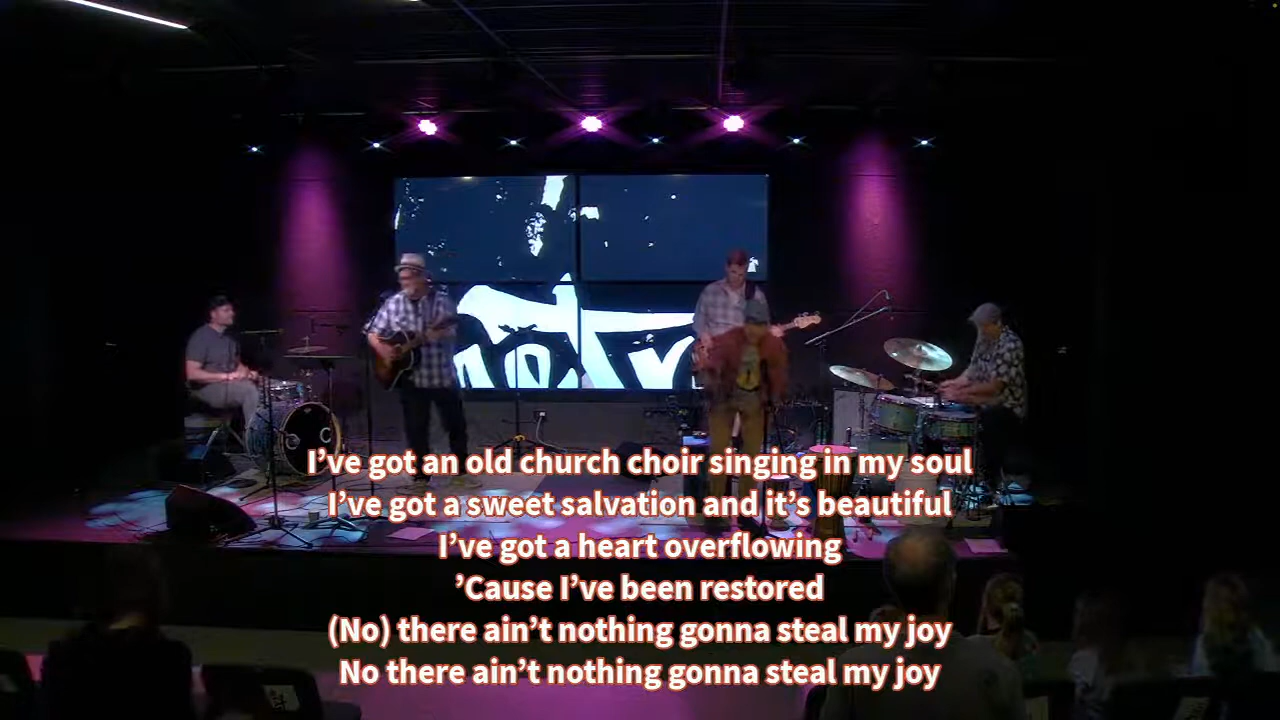 I’ve got an old church choir singing in my soul
I’ve got a sweet salvation and it’s beautiful
I’ve got a heart overflowing
’Cause I’ve been restored
(No) there ain’t nothing gonna steal my joy
No there ain’t nothing gonna steal my joy